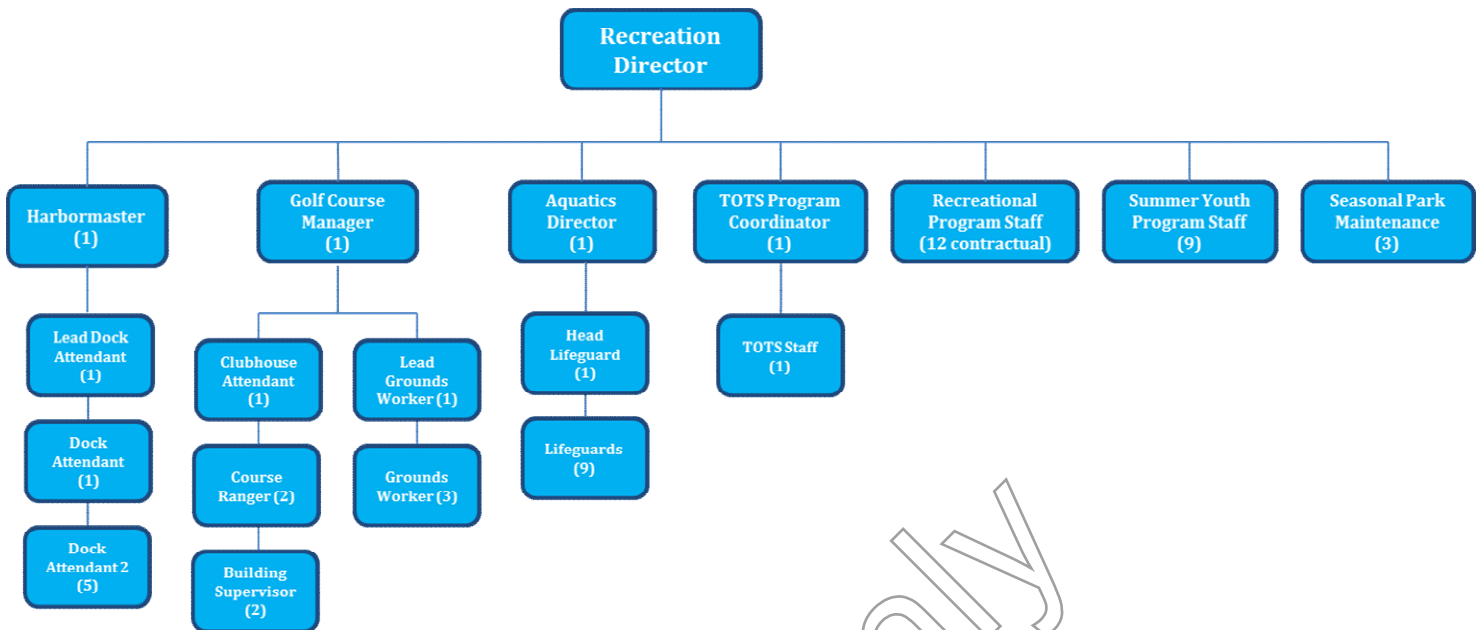 Recreation
Director
Harbormaster
(1)
Golf Course
Manager
(1)
Aquatics
Director
(1)
TOTS Program
Coordinator
(1)
Recreational
Program Staff
(12 contractual)
Summer Youth
Program Staff
(9)
Seasonal Park
Maintenance
(3)
Lead Dock
Attendant
(1)
Dock
Attendant
(1)
Dock
Attendant 2
(5)
Clubhouse
Attendant
(1)
Course
Ranger (2)
Building
Supervisor
(2)
Lead
Grounds
Worker (1)
Grounds
Worker (3)
Head
Lifeguard
(1)
Lifeguards
(9)
TOTS Staff
(1)